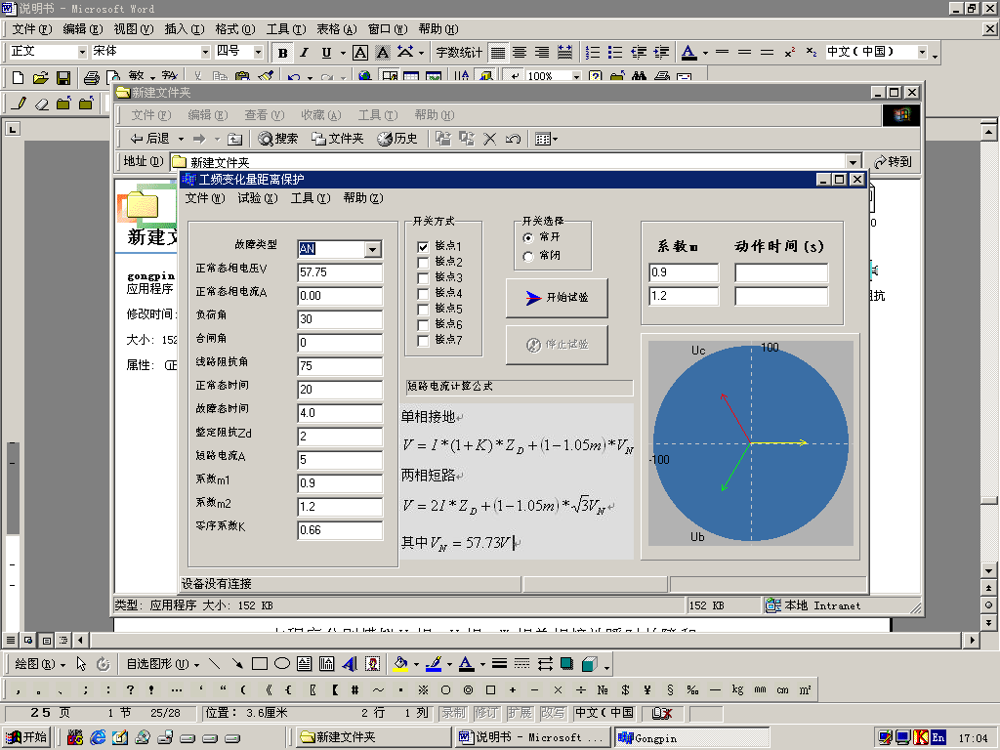 说明书 - Microsoft Word
文件(F) 编辑(E) 视图(V) 插入(I) 格式(O) 工具(T) 表格(A) 窗口(W) 帮助(H)
正文 宋体 四号 B I U A A 字数统计 A x² x₂ 中文(中国)
100%
新建文件夹
文件(F) 编辑(E) 查看(V) 收藏(A) 工具(T) 帮助(H)
后退 搜索 文件夹 历史
地址(D) 新建文件夹 转到
新建文
gongpin
应用程序
修改时间:
大小: 152
属性: (正
工频变化量距离保护
文件(W) 试验(X) 工具(Y) 帮助(Z)
故障类型 AN
正常态相电压V 57.75
正常态相电流A 0.00
负荷角 30
合闸角 0
线路阻抗角 75
正常态时间 20
故障态时间 4.0
整定阻抗Zd 2
短路电流A 5
系数m1 0.9
系数m2 1.2
零序系数K 0.66
开关方式
接点1
接点2
接点3
接点4
接点5
接点6
接点7
开关选择
常开
常闭
开始试验
停止试验
系数m 动作时间(s)
0.9
1.2
短路电流计算公式
单相接地
V = I*(1+K)*Z_D+(1−1.05m)*V_N
两相短路
V = 2I*Z_D+(1−1.05m)*√3V_N
其中V_N = 57.73V
Uc 100
-100
Ub
抗
设备没有连接
类型: 应用程序 大小: 152 KB 152 KB 本地 Intranet
绘图(R) 自选图形(U) A
, 。 、 ; : ? ! … ‘ “ ( 《 { 〖 【 # ~ · ※ ○ ◎ □ + − × ÷ № $ ¥ § ‰ — kg mm cm m²
25 页 1 节 25/28 位置: 3.6厘米 2 行 1 列 录制 修订 扩展 改写 中文(中国
开始 新建文件夹 说明书 - Microsoft ... Gongpin En 17:04